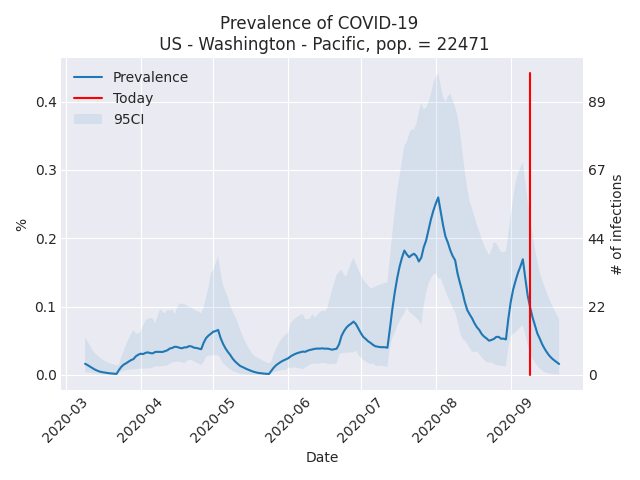 Prevalence of COVID-19
US - Washington - Pacific, pop. = 22471
Prevalence
Today
95CI
%
0.4
0.3
0.2
0.1
0.0
89
67
44
22
0
# of infections
2020-03
2020-04
2020-05
2020-06
2020-07
2020-08
2020-09
Date